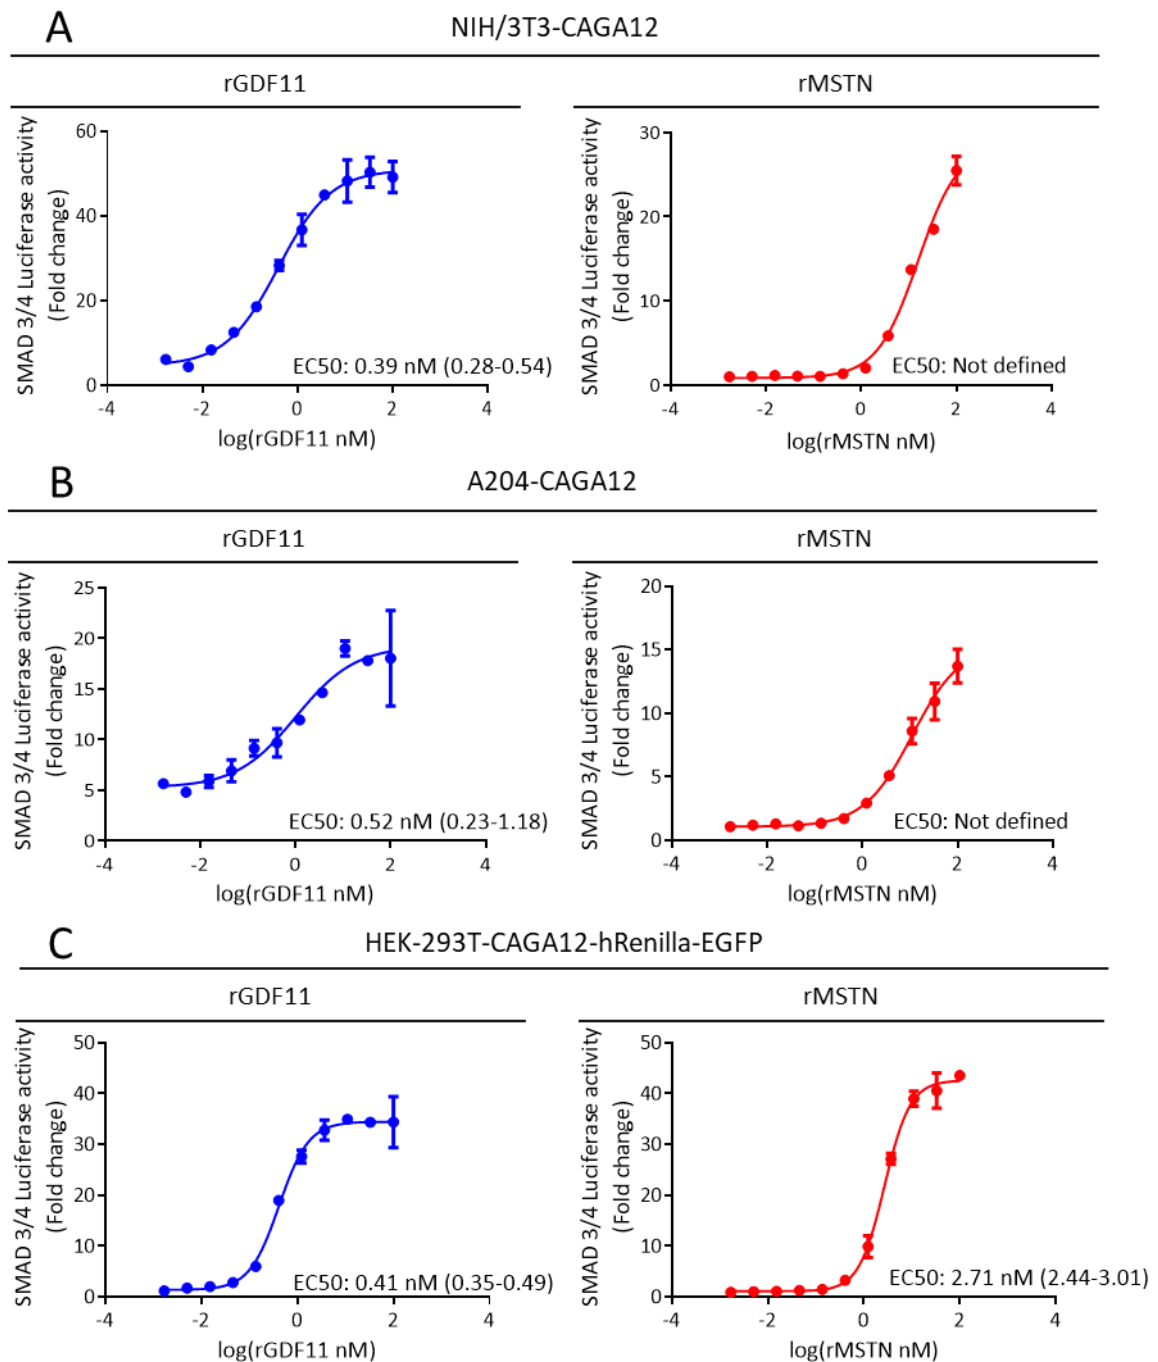 A
NIH/3T3-CAGA12
rGDF11
rMSTN
SMAD 3/4 Luciferase activity
(Fold change)
60
40
20
0
-4
-2
0
2
4
log(rGDF11 nM)
EC50: 0.39 nM (0.28-0.54)
SMAD 3/4 Luciferase activity
(Fold change)
30
20
10
0
-4
-2
0
2
4
log(rMSTN nM)
EC50: Not defined
B
A204-CAGA12
rGDF11
rMSTN
SMAD 3/4 Luciferase activity
(Fold change)
25
20
15
10
5
0
-4
-2
0
2
4
log(rGDF11 nM)
EC50: 0.52 nM (0.23-1.18)
SMAD 3/4 Luciferase activity
(Fold change)
20
15
10
5
0
-4
-2
0
2
4
log(rMSTN nM)
EC50: Not defined
C
HEK-293T-CAGA12-hRenilla-EGFP
rGDF11
rMSTN
SMAD 3/4 Luciferase activity
(Fold change)
50
40
30
20
10
0
-4
-2
0
2
4
log(rGDF11 nM)
EC50: 0.41 nM (0.35-0.49)
SMAD 3/4 Luciferase activity
(Fold change)
50
40
30
20
10
0
-4
-2
0
2
4
log(rMSTN nM)
EC50: 2.71 nM (2.44-3.01)